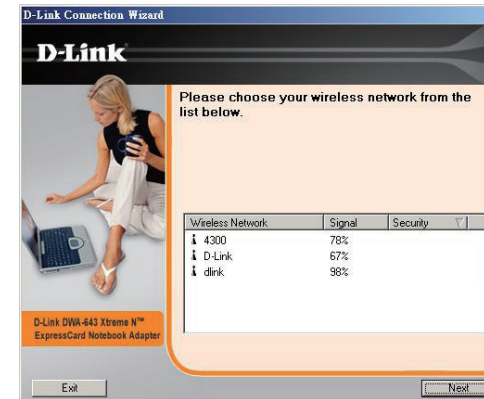 D-Link Connection Wizard
D-Link
Please choose your wireless network from the
list below.
Wireless Network Signal Security
4300 78%
D-Link 67%
dlink 98%
D-Link DWA-643 Xtreme N™
ExpressCard Notebook Adapter
Exit Next